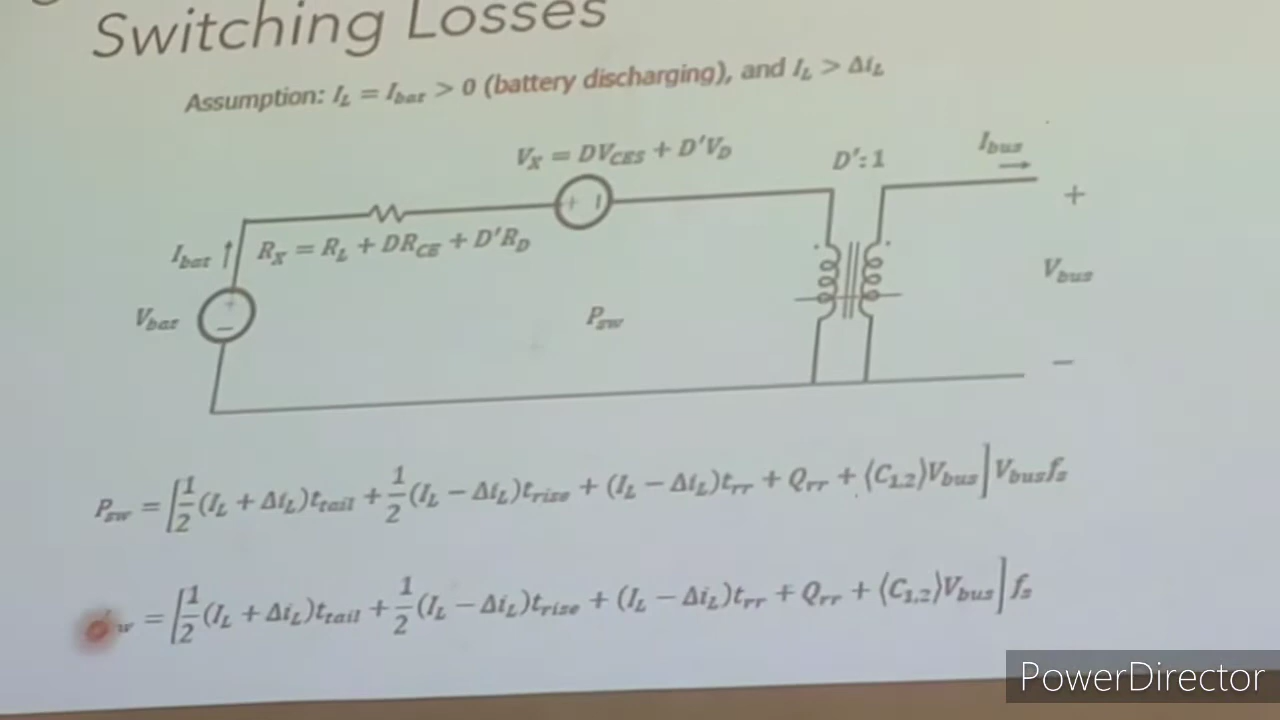 Switching Losses
Assumption: I_L = I_bat > 0 (battery discharging), and I_L > Δi_L
V_X = DV_CES + D'V_D
D':1
I_bus
+
I_bat
R_X = R_L + DR_CE + D'R_D
+ −
V_bus
V_bat
+
−
P_sw
−
P_sw = [1/2 (I_L + Δi_L)t_tail + 1/2 (I_L − Δi_L)t_rise + (I_L − Δi_L)t_rr + Q_rr + ⟨C_1,2⟩V_bus] V_bus f_s
w = [1/2 (I_L + Δi_L)t_tail + 1/2 (I_L − Δi_L)t_rise + (I_L − Δi_L)t_rr + Q_rr + ⟨C_1,2⟩V_bus] f_s
PowerDirector